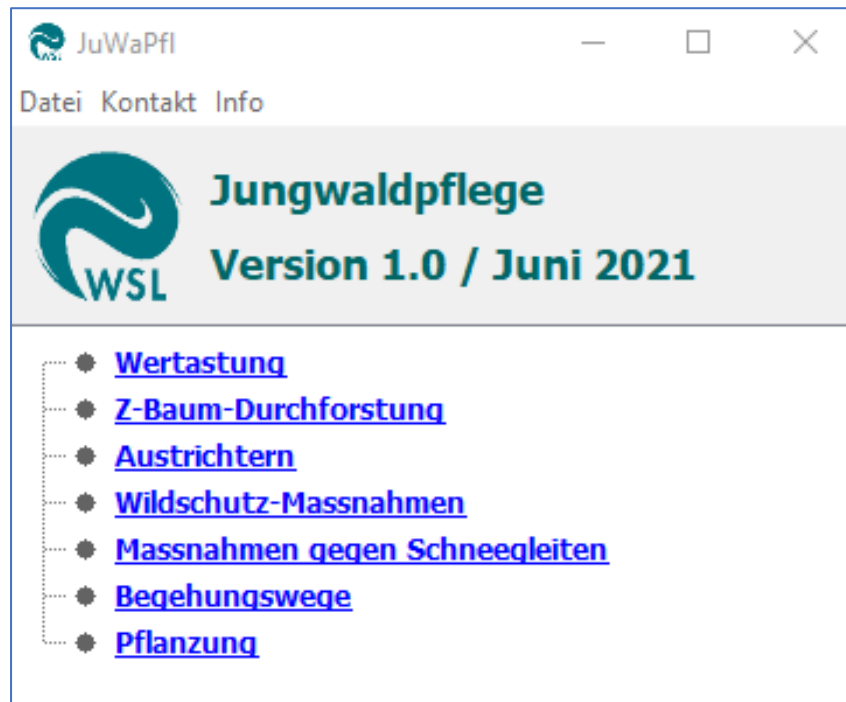 JuWaPfl
Datei Kontakt Info
WSL
Jungwaldpflege
Version 1.0 / Juni 2021
Wertastung
Z-Baum-Durchforstung
Austrichtern
Wildschutz-Massnahmen
Massnahmen gegen Schneegleiten
Begehungswege
Pflanzung